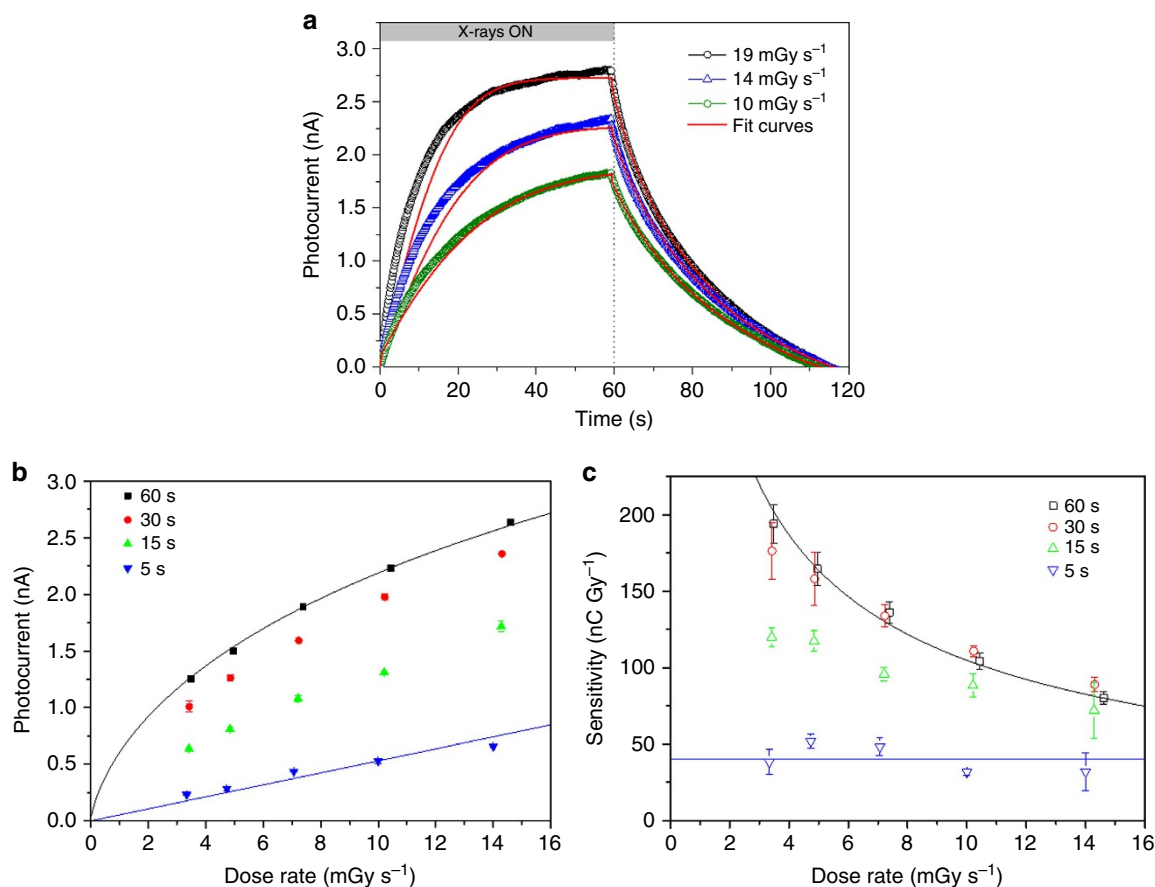 a
X-rays ON
3.0
2.5
2.0
1.5
1.0
0.5
0.0
Photocurrent (nA)
19 mGy s⁻¹
14 mGy s⁻¹
10 mGy s⁻¹
Fit curves
0 20 40 60 80 100 120
Time (s)
b
3.0
2.5
2.0
1.5
1.0
0.5
0.0
Photocurrent (nA)
60 s
30 s
15 s
5 s
0 2 4 6 8 10 12 14 16
Dose rate (mGy s⁻¹)
c
200
150
100
50
0
Sensitivity (nC Gy⁻¹)
60 s
30 s
15 s
5 s
0 2 4 6 8 10 12 14 16
Dose rate (mGy s⁻¹)